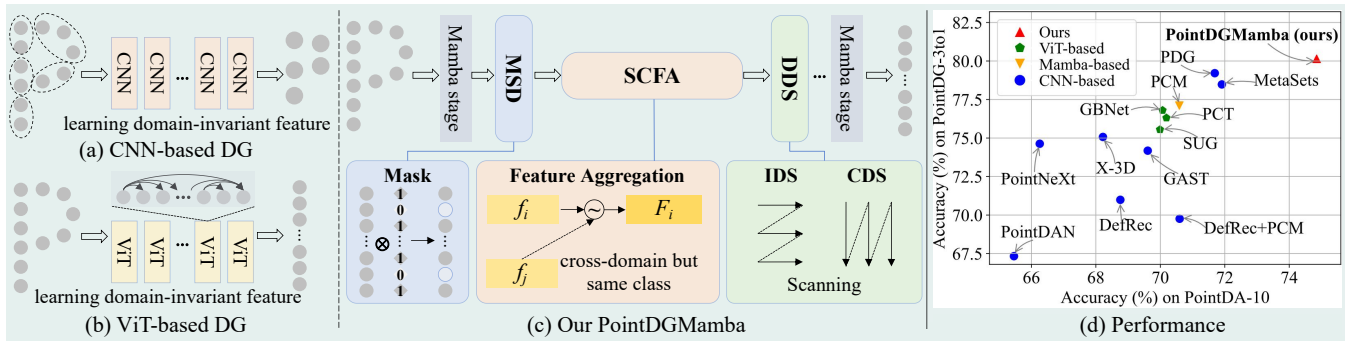 CNN
CNN
...
CNN
CNN
learning domain-invariant feature
(a) CNN-based DG
...
ViT
ViT
...
ViT
ViT
learning domain-invariant feature
(b) ViT-based DG
Mamba stage
MSD
SCFA
DDS
...
Mamba stage
Mask
1
0
1
1
0
1
Feature Aggregation
fi
~
Fi
fj
cross-domain but
same class
IDS
CDS
Scanning
(c) Our PointDGMamba
Accuracy (%) on PointDG-3to1
82.5
80.0
77.5
75.0
72.5
70.0
67.5
Ours
ViT-based
Mamba-based
CNN-based
PointDGMamba (ours)
PDG
MetaSets
PCM
GBNet
PCT
SUG
X-3D
GAST
PointNeXt
DefRec
DefRec+PCM
PointDAN
66
68
70
72
74
Accuracy (%) on PointDA-10
(d) Performance